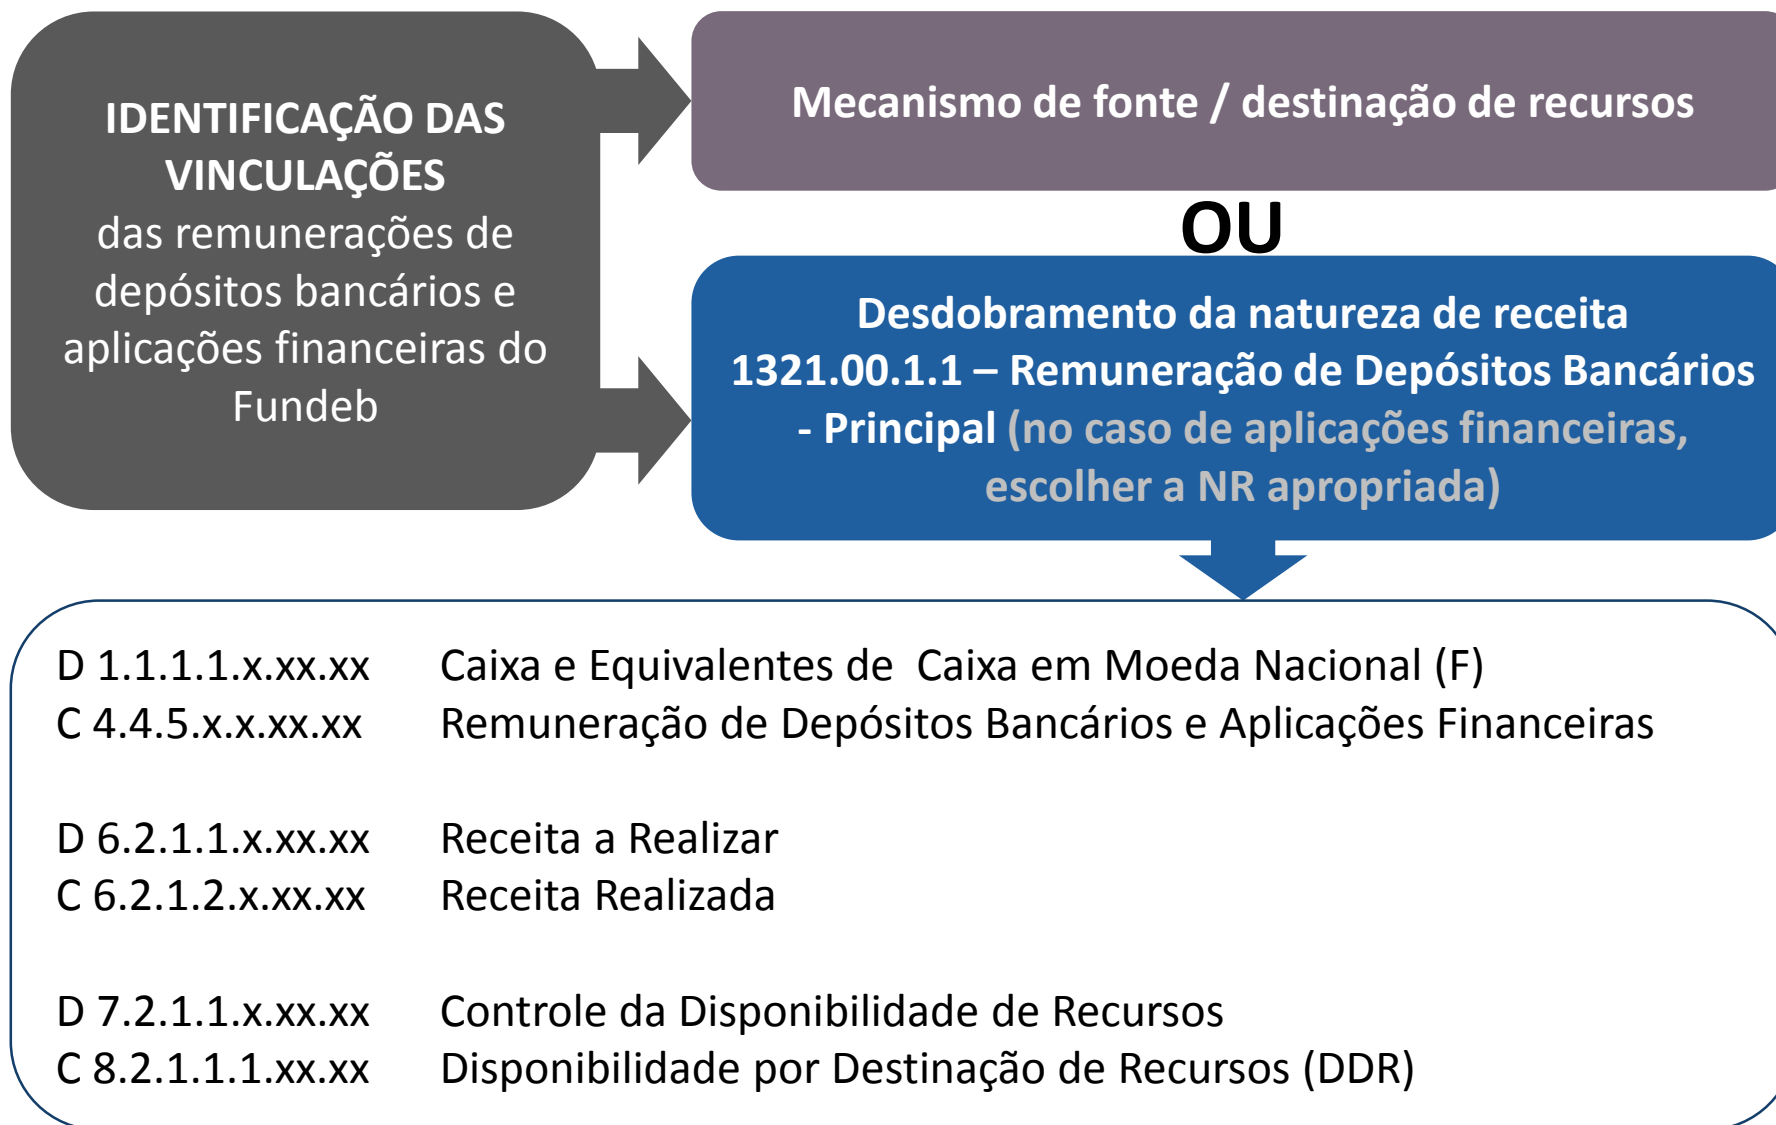 IDENTIFICAÇÃO DAS
VINCULAÇÕES
das remunerações de
depósitos bancários e
aplicações financeiras do
Fundeb
Mecanismo de fonte / destinação de recursos
OU
Desdobramento da natureza de receita
1321.00.1.1 – Remuneração de Depósitos Bancários
- Principal (no caso de aplicações financeiras,
escolher a NR apropriada)
D 1.1.1.1.x.xx.xx Caixa e Equivalentes de Caixa em Moeda Nacional (F)
C 4.4.5.x.x.xx.xx Remuneração de Depósitos Bancários e Aplicações Financeiras
D 6.2.1.1.x.xx.xx Receita a Realizar
C 6.2.1.2.x.xx.xx Receita Realizada
D 7.2.1.1.x.xx.xx Controle da Disponibilidade de Recursos
C 8.2.1.1.1.xx.xx Disponibilidade por Destinação de Recursos (DDR)